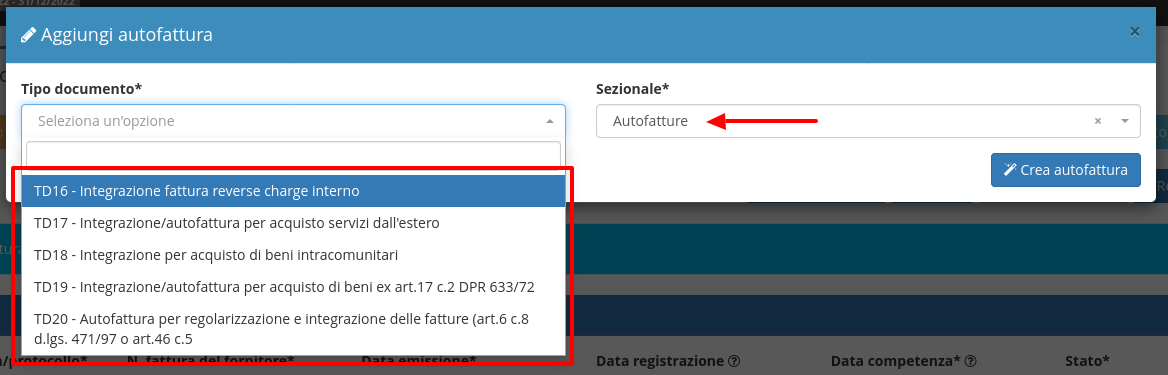 31/12/2022
Aggiungi autofattura
×
Tipo documento*
Sezionale*
Seleziona un'opzione
Autofatture
×
Crea autofattura
TD16 - Integrazione fattura reverse charge interno
TD17 - Integrazione/autofattura per acquisto servizi dall'estero
TD18 - Integrazione per acquisto di beni intracomunitari
TD19 - Integrazione/autofattura per acquisto di beni ex art.17 c.2 DPR 633/72
TD20 - Autofattura per regolarizzazione e integrazione delle fatture (art.6 c.8
d.lgs. 471/97 o art.46 c.5
N. fattura del fornitore*
Data emissione*
Data registrazione
Data competenza*
Stato*